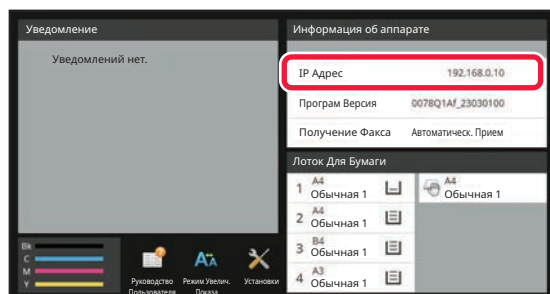 Уведомление
Уведомлений нет.
Информация об аппарате
IP Адрес 192.168.0.10
Програм Версия 0078Q1Af_23030100
Получение Факса Автоматическ. Прием
Лоток Для Бумаги
1 A4 Обычная 1
A4 Обычная 1
2 A4 Обычная 1
3 B4 Обычная 1
4 A3 Обычная 1
Bk
C
M
Y
Руководство Пользователя
Режим Увелич. Показа
Установки